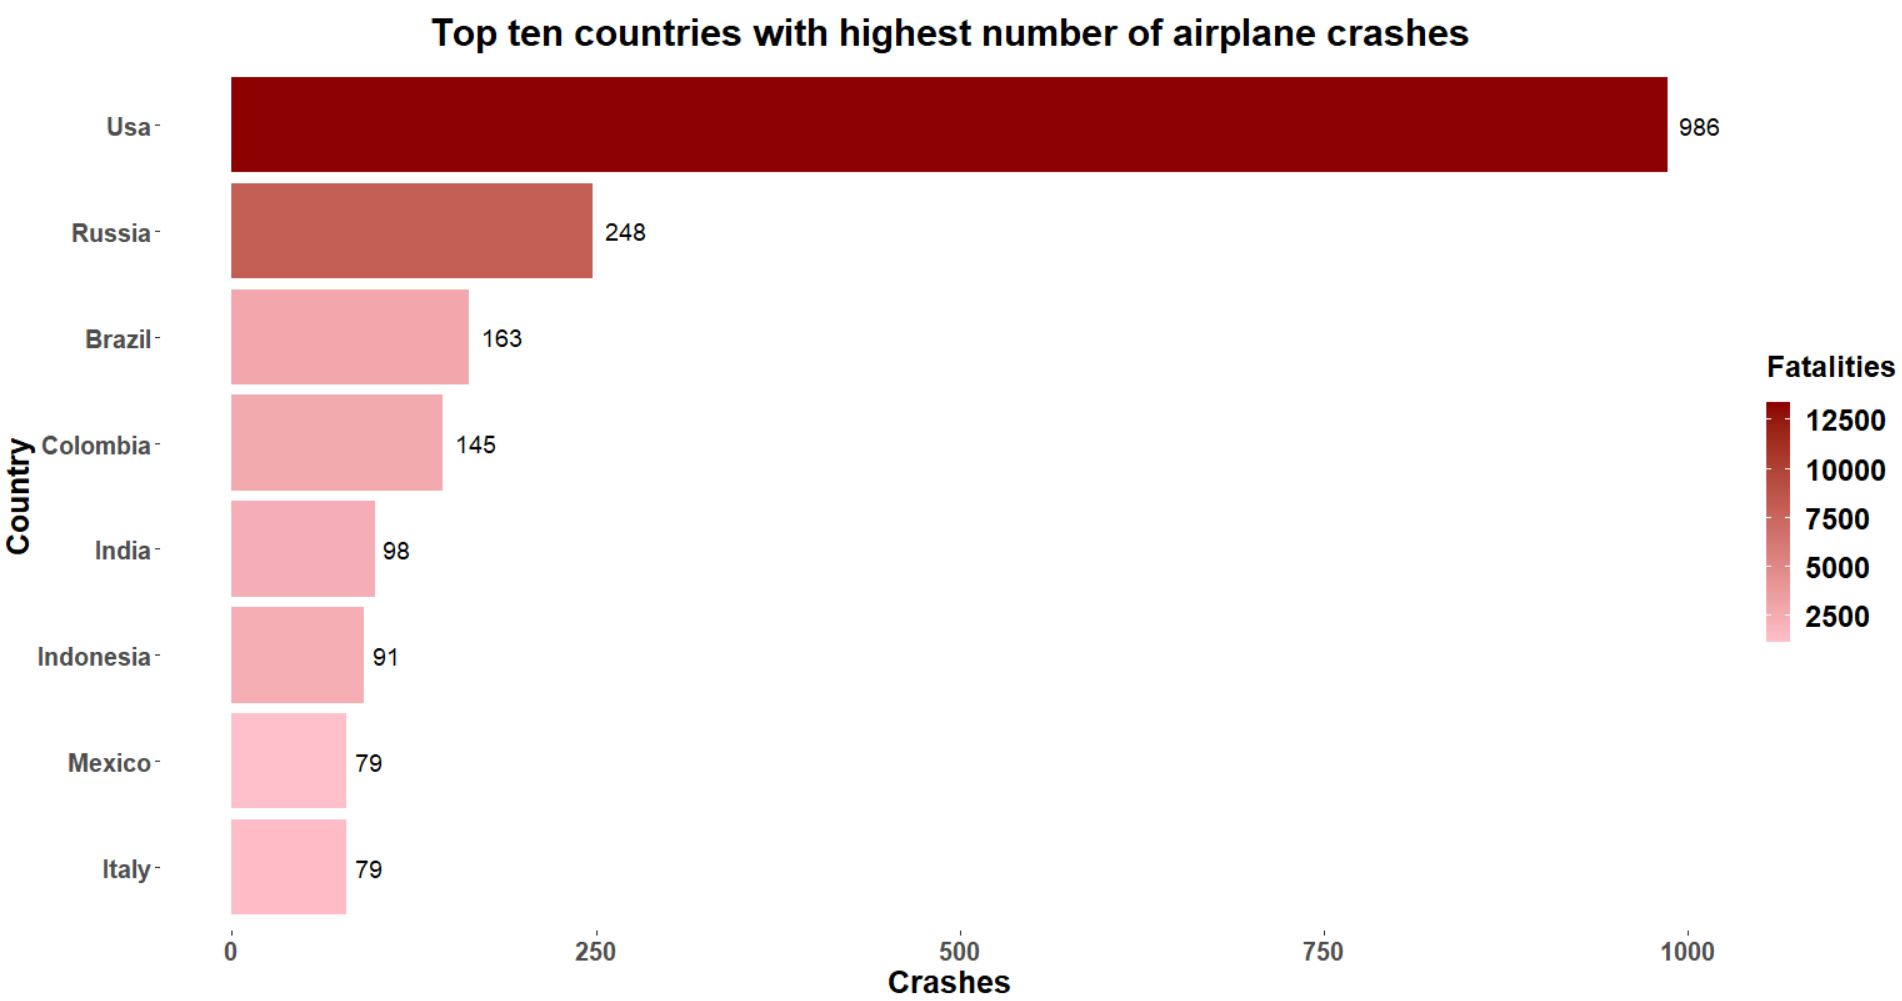 Top ten countries with highest number of airplane crashes
Usa
986
Russia
248
Brazil
163
Colombia
145
India
98
Indonesia
91
Mexico
79
Italy
79
Country
0 250 500 750 1000
Crashes
Fatalities
12500
10000
7500
5000
2500